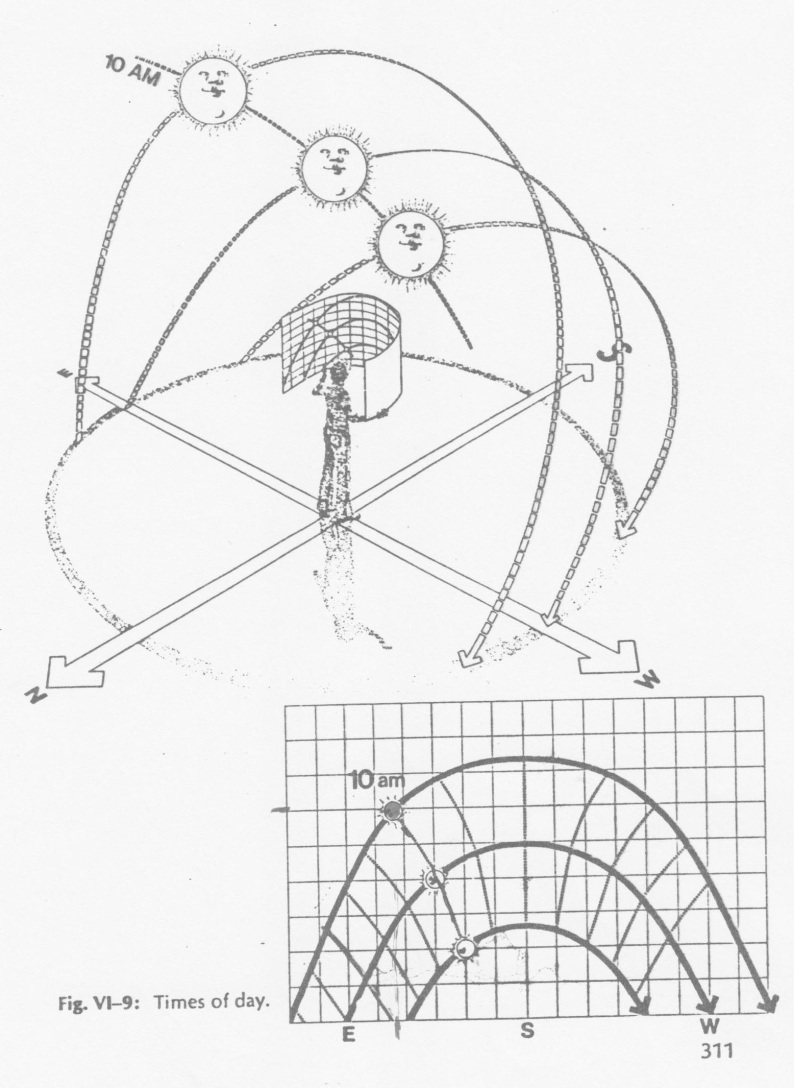 10 AM
E
S
N
W
10 am
Fig. VI–9: Times of day.
E S W
311